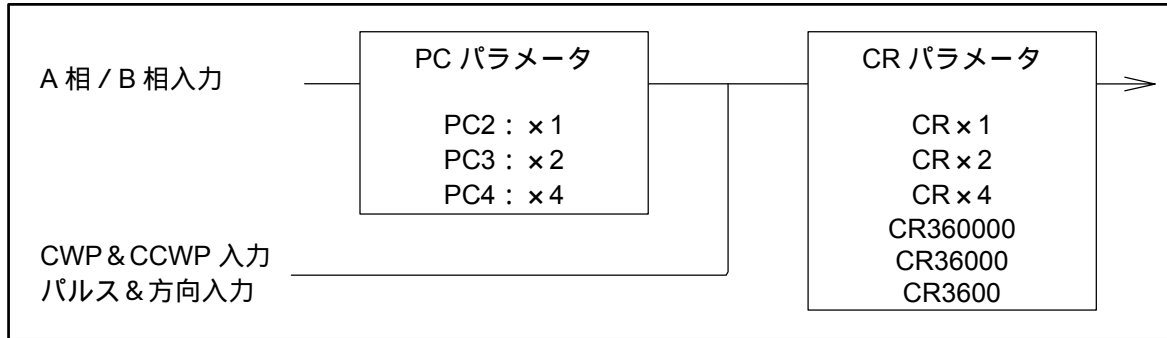 A 相 / B 相入力
PC パラメータ
PC2 : ×1
PC3 : ×2
PC4 : ×4
CWP & CCWP 入力
パルス & 方向入力
CR パラメータ
CR×1
CR×2
CR×4
CR360000
CR36000
CR3600